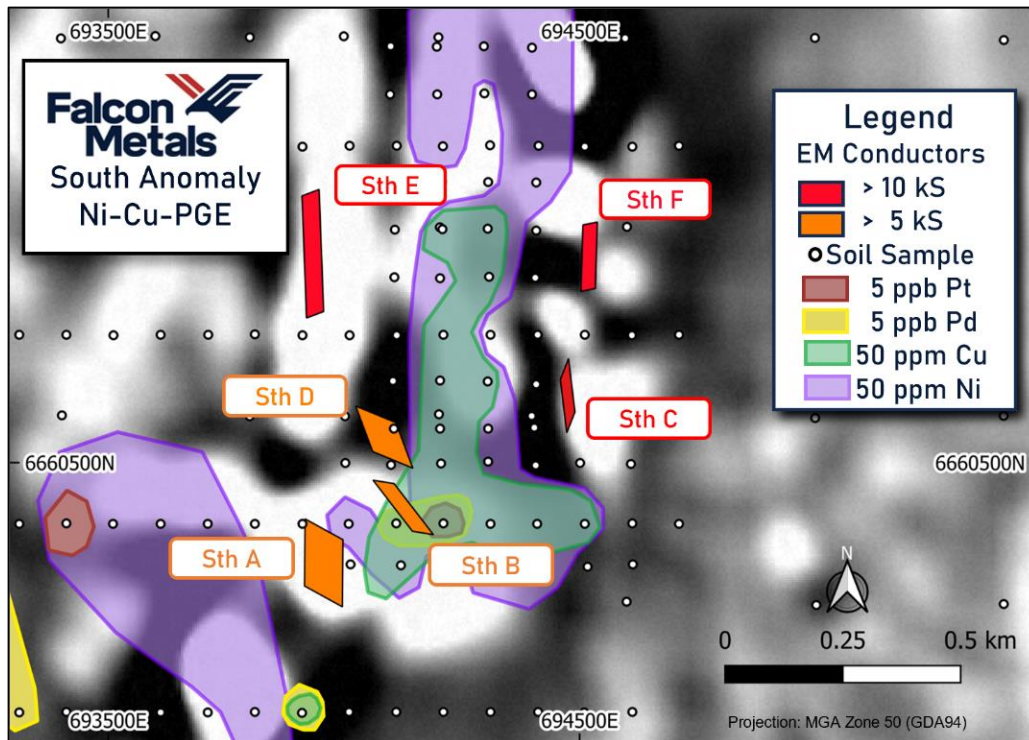 693500E
694500E
Falcon
Metals
South Anomaly
Ni-Cu-PGE
Legend
EM Conductors
> 10 kS
> 5 kS
Soil Sample
5 ppb Pt
5 ppb Pd
50 ppm Cu
50 ppm Ni
Sth E
Sth F
Sth D
Sth C
6660500N
6660500N
Sth A
Sth B
N
0 0.25 0.5 km
693500E
694500E
Projection: MGA Zone 50 (GDA94)